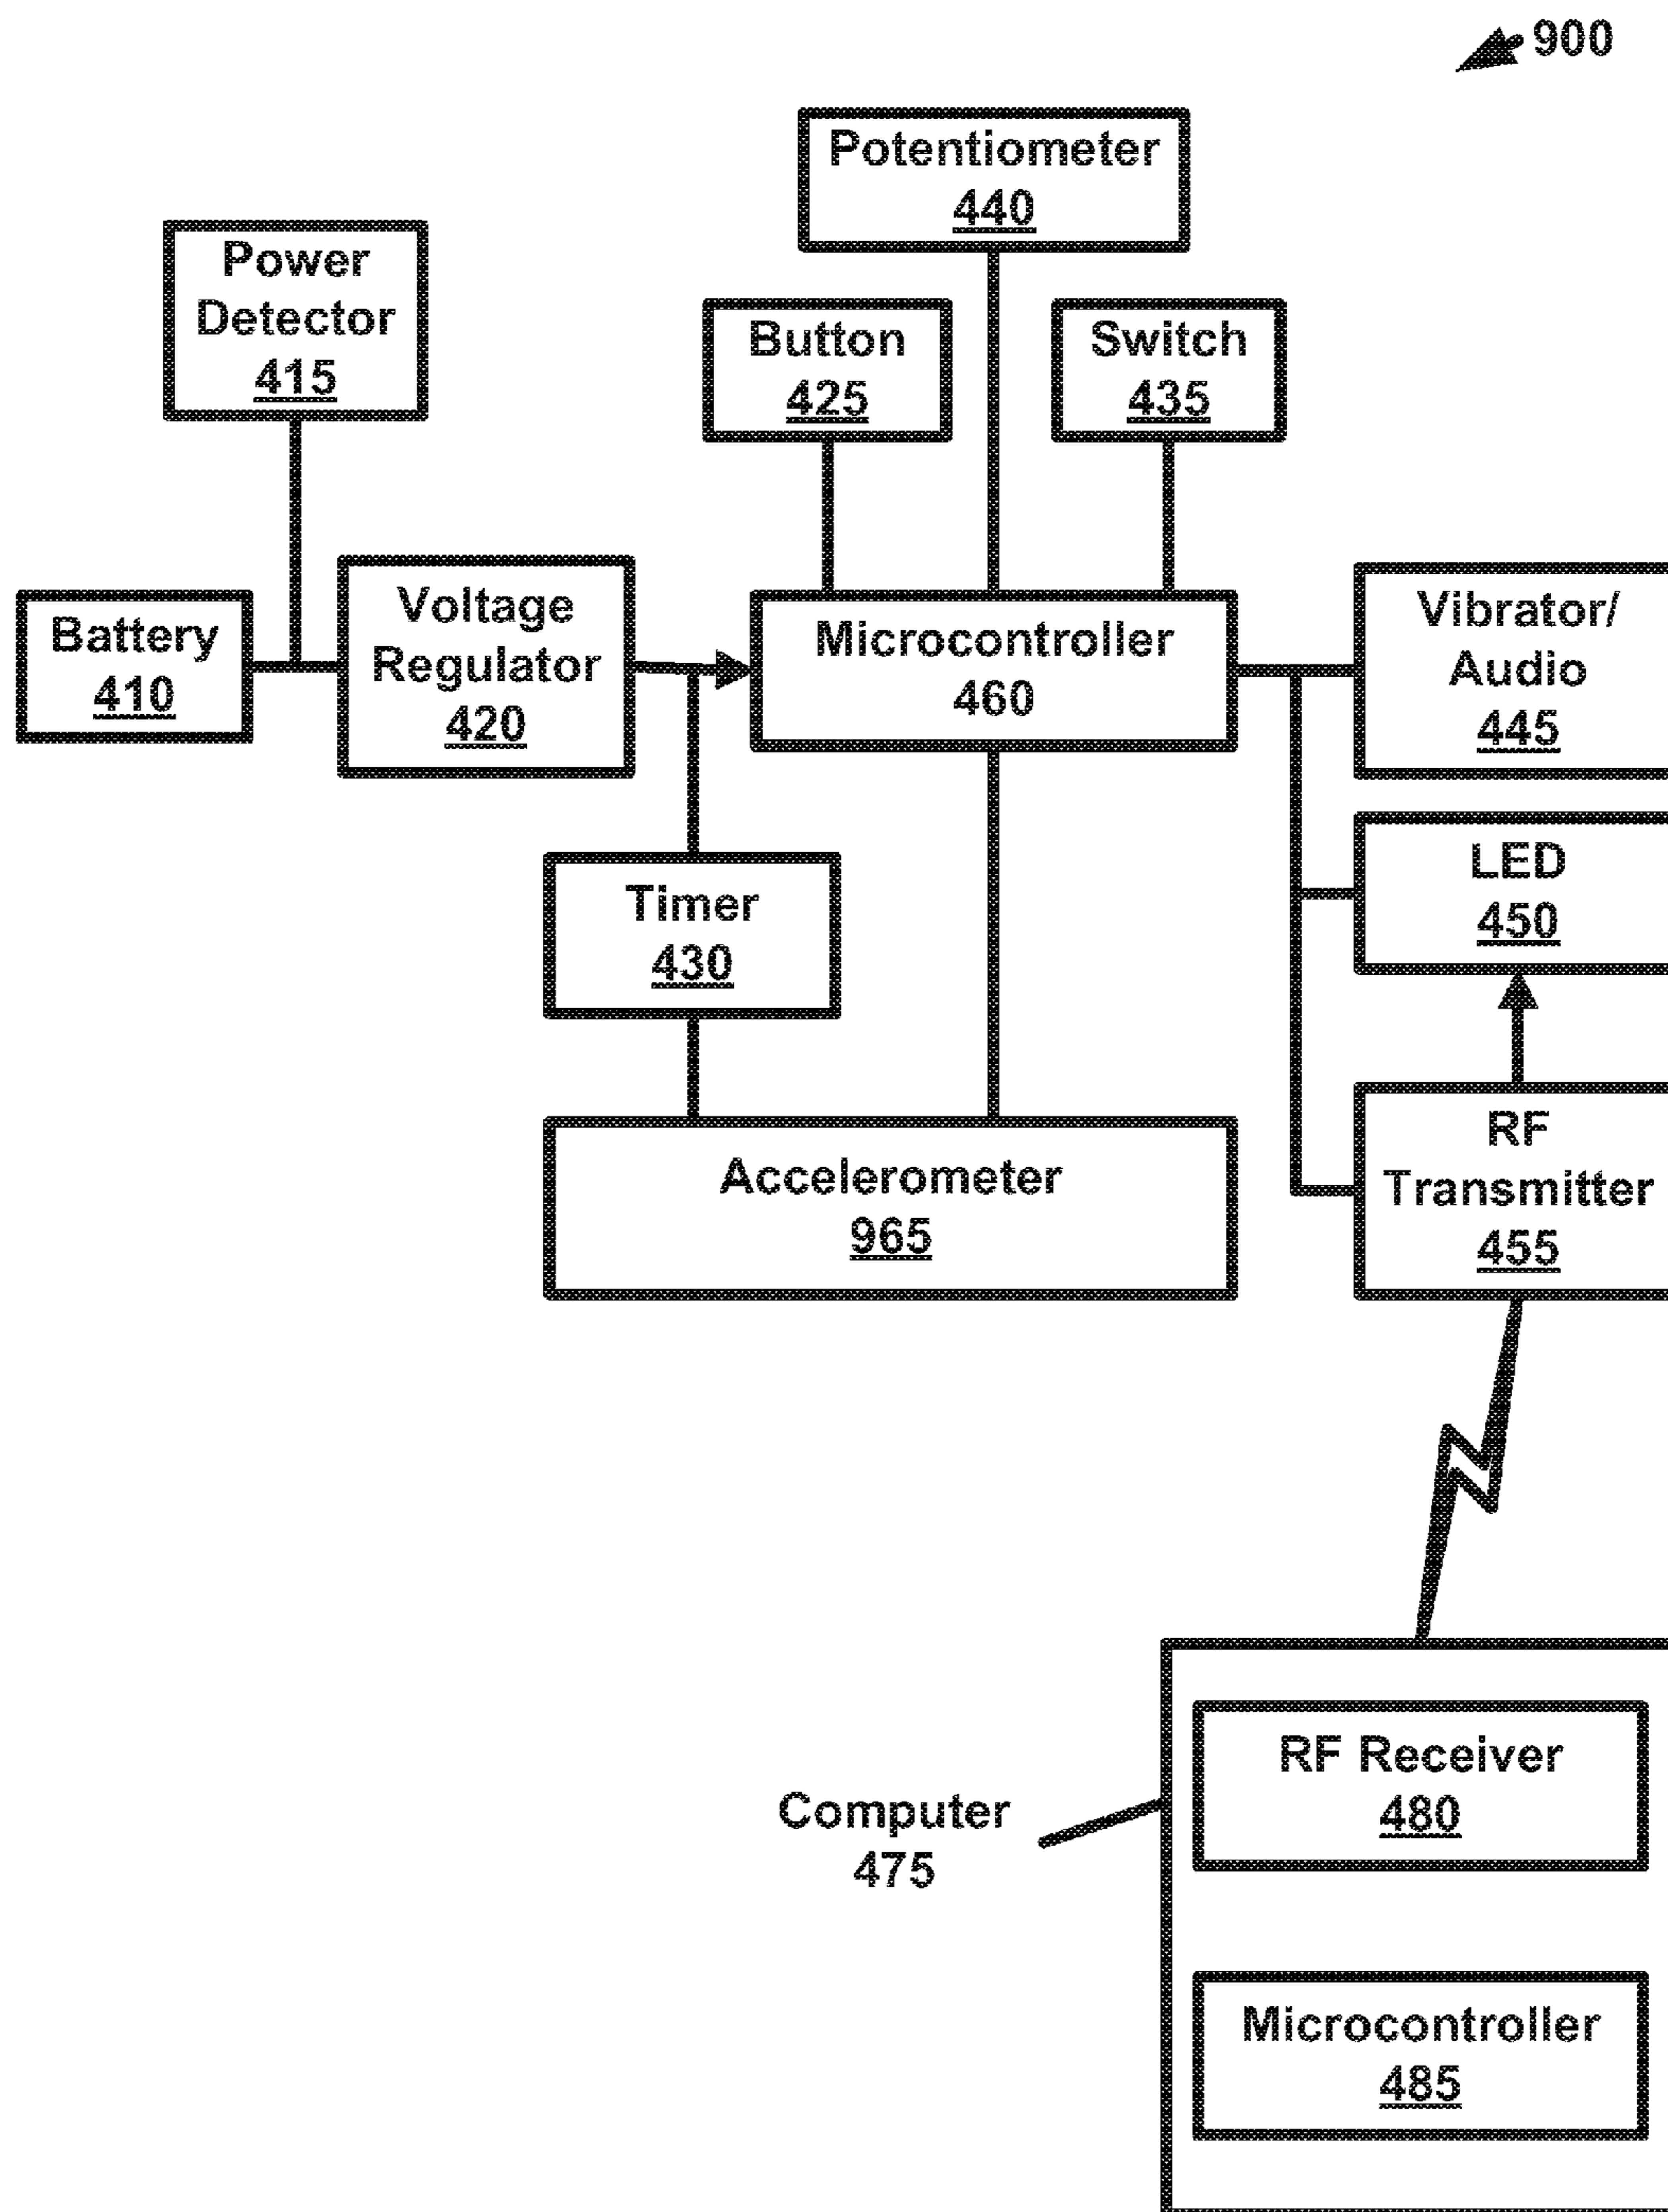 900
Potentiometer
440
Power
Detector
415
Button
425
Switch
435
Battery
410
Voltage
Regulator
420
Microcontroller
460
Vibrator/
Audio
445
LED
450
Timer
430
Accelerometer
965
RF
Transmitter
455
Computer
475
RF Receiver
480
Microcontroller
485